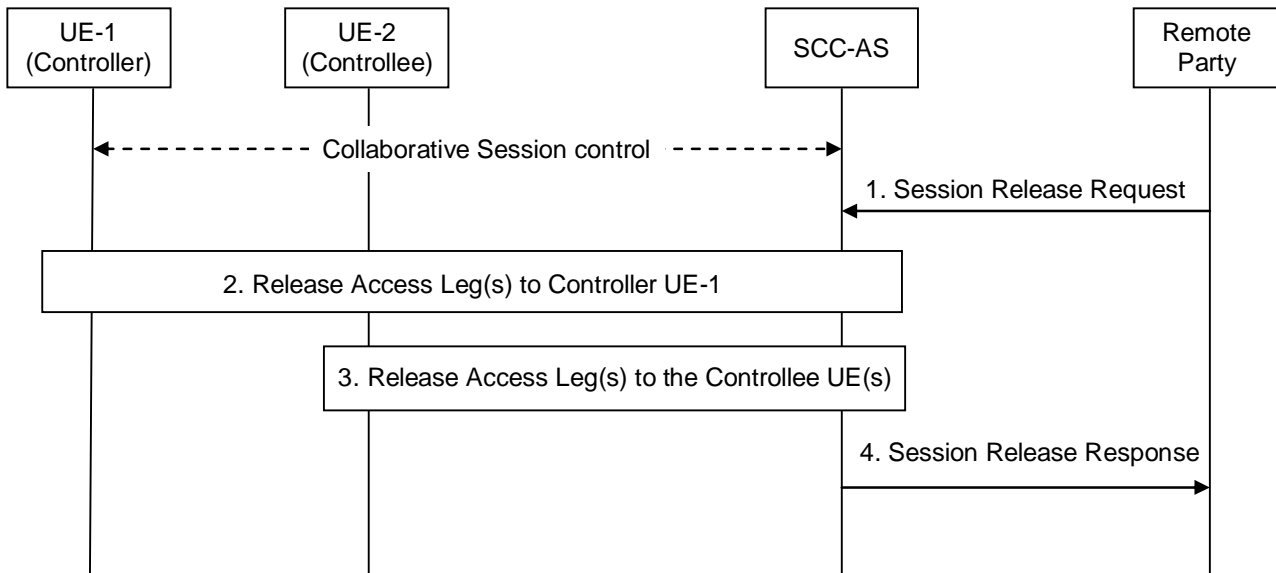 UE-1
(Controller)
UE-2
(Controllee)
SCC-AS
Remote
Party
Collaborative Session control
1. Session Release Request
2. Release Access Leg(s) to Controller UE-1
3. Release Access Leg(s) to the Controllee UE(s)
4. Session Release Response